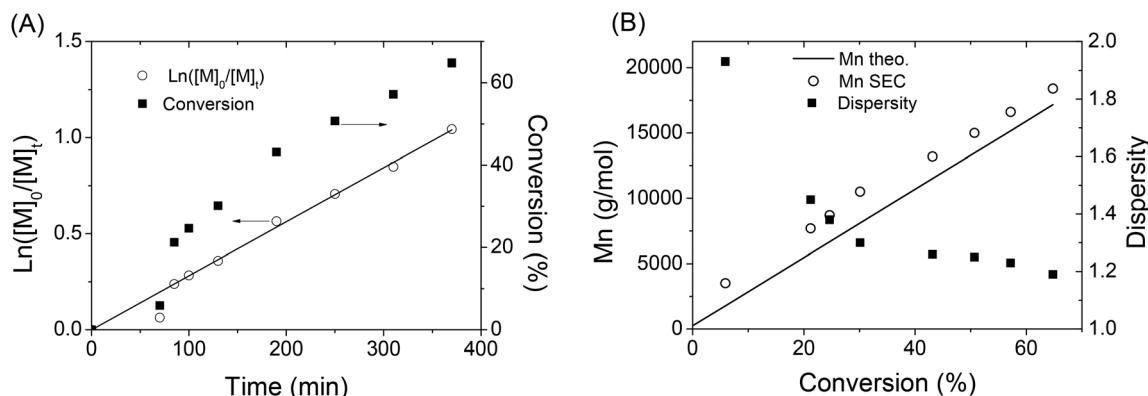 (A)
1.5
1.0
0.5
0.0
Ln([M]0/[M]t)
Ln([M]0/[M]t)
Conversion
60
40
20
0
Conversion (%)
0
100
200
300
400
Time (min)
(B)
20000
15000
10000
5000
0
Mn (g/mol)
Mn theo.
Mn SEC
Dispersity
2.0
1.8
1.6
1.4
1.2
1.0
Dispersity
0
20
40
60
Conversion (%)